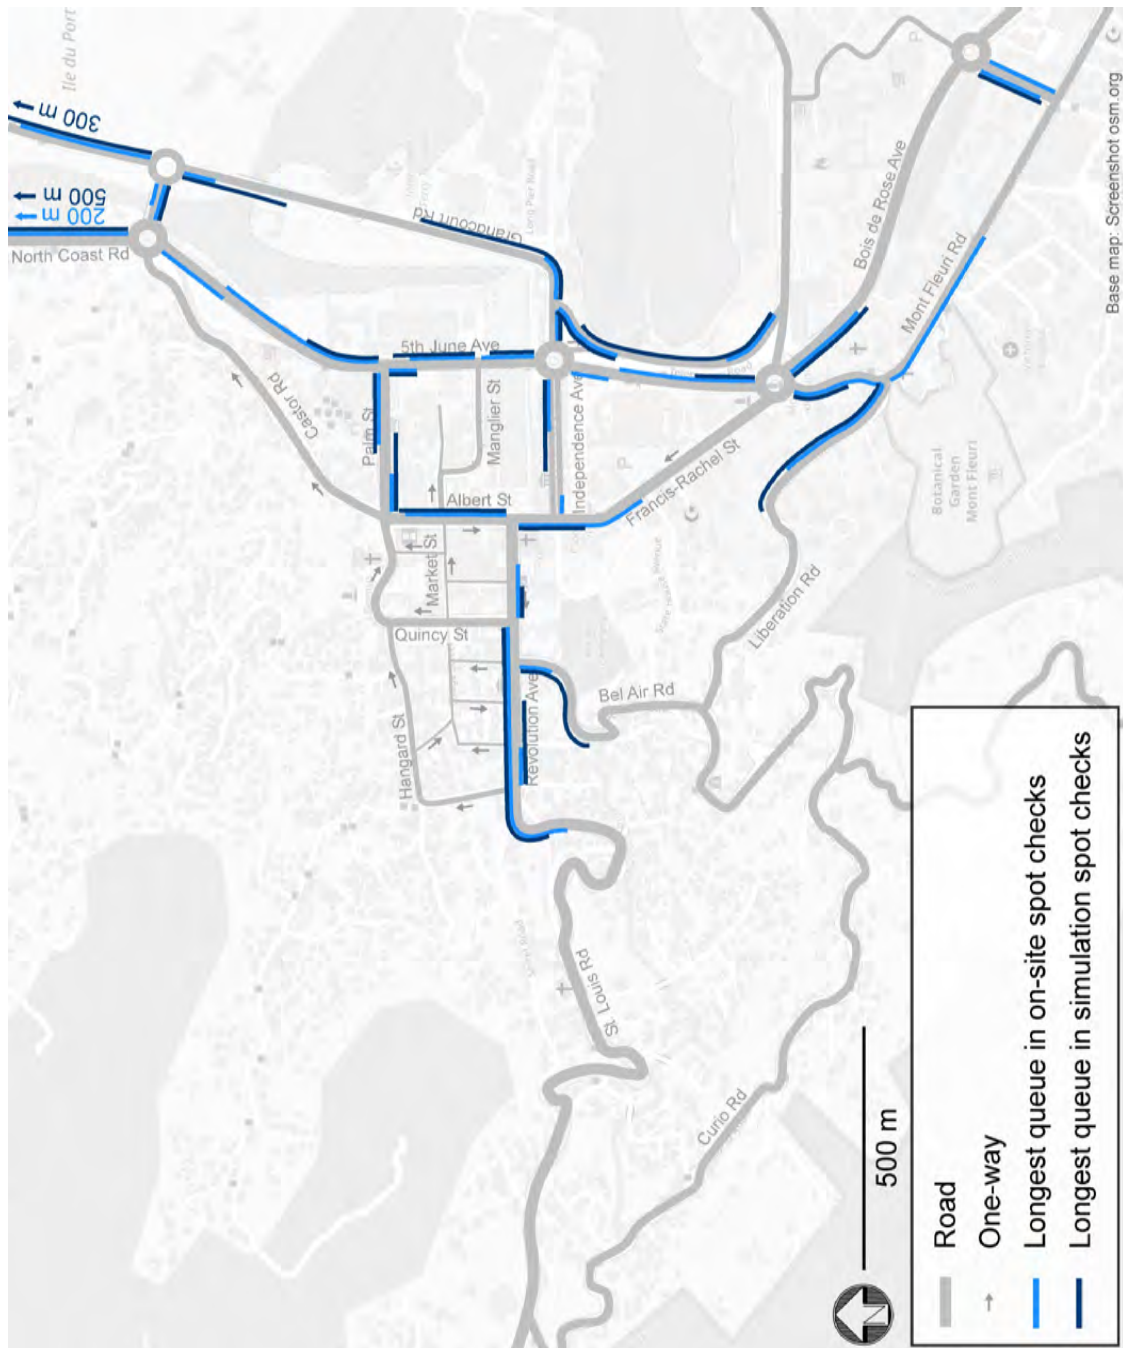 Ile du Port
300 m
500 m
200 m
North Coast Rd
Grandcourt Rd
Long Pier Road
5th June Ave
Castor Rd
Palm St
Manglier St
Independence Ave
Albert St
Market St
Francis-Rachel St
Quincy St
Hangard St
Revolution Ave
Bel Air Rd
Liberation Rd
Bois de Rose Ave
Mont Fleuri Rd
Botanical
Garden
Mont Fleuri
St. Louis Rd
Curio Rd
P
P
Base map: Screenshot osm.org
500 m
N
Road
One-way
Longest queue in on-site spot checks
Longest queue in simulation spot checks